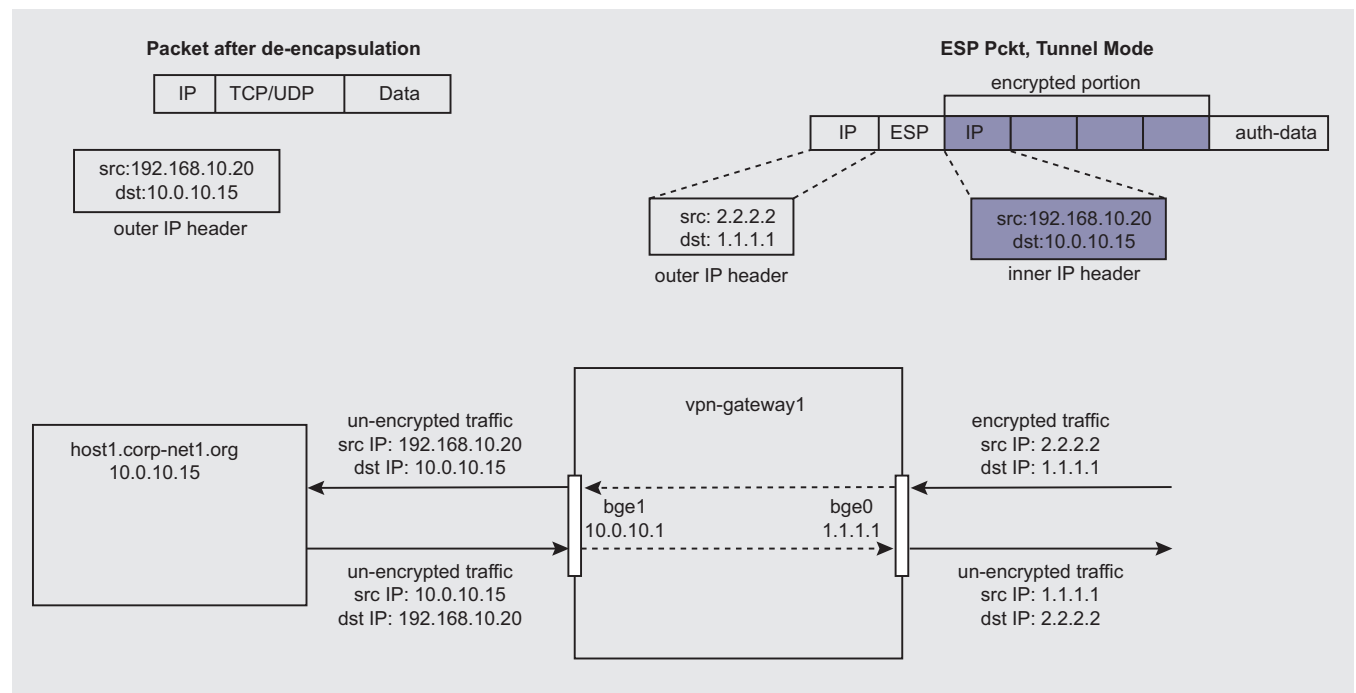 Packet after de-encapsulation
IP TCP/UDP Data
src:192.168.10.20
dst:10.0.10.15
outer IP header
ESP Pckt, Tunnel Mode
encrypted portion
IP ESP IP auth-data
src: 2.2.2.2
dst: 1.1.1.1
outer IP header
src:192.168.10.20
dst:10.0.10.15
inner IP header
host1.corp-net1.org
10.0.10.15
un-encrypted traffic
src IP: 192.168.10.20
dst IP: 10.0.10.15
un-encrypted traffic
src IP: 10.0.10.15
dst IP: 192.168.10.20
vpn-gateway1
bge1
10.0.10.1
bge0
1.1.1.1
encrypted traffic
src IP: 2.2.2.2
dst IP: 1.1.1.1
un-encrypted traffic
src IP: 1.1.1.1
dst IP: 2.2.2.2